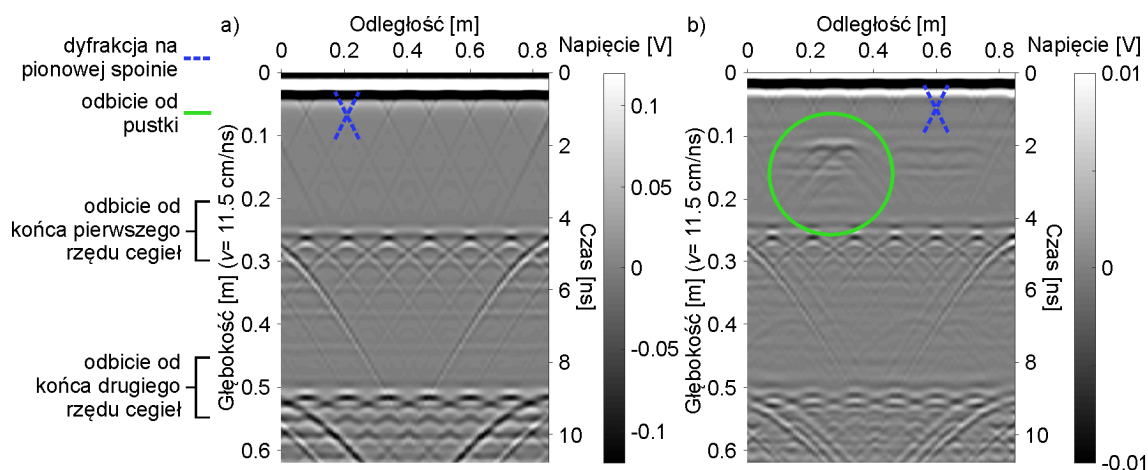 dyfrakcja na
pionowej spoinie
odbicie od
pustki
odbicie od
końca pierwszego
rzędu cegieł
odbicie od
końca drugiego
rzędu cegieł
a)
Odległość [m]
0 0.2 0.4 0.6 0.8
Napięcie [V]
Głębokość [m] (v= 11.5 cm/ns)
0
0.1
0.2
0.3
0.4
0.5
0.6
Czas [ns]
0
2
4
6
8
10
0.1
0.05
0
-0.05
-0.1
b)
Odległość [m]
0 0.2 0.4 0.6 0.8
Napięcie [V]
Głębokość [m] (v= 11.5 cm/ns)
0
0.1
0.2
0.3
0.4
0.5
0.6
Czas [ns]
0
2
4
6
8
10
0.01
0
-0.01